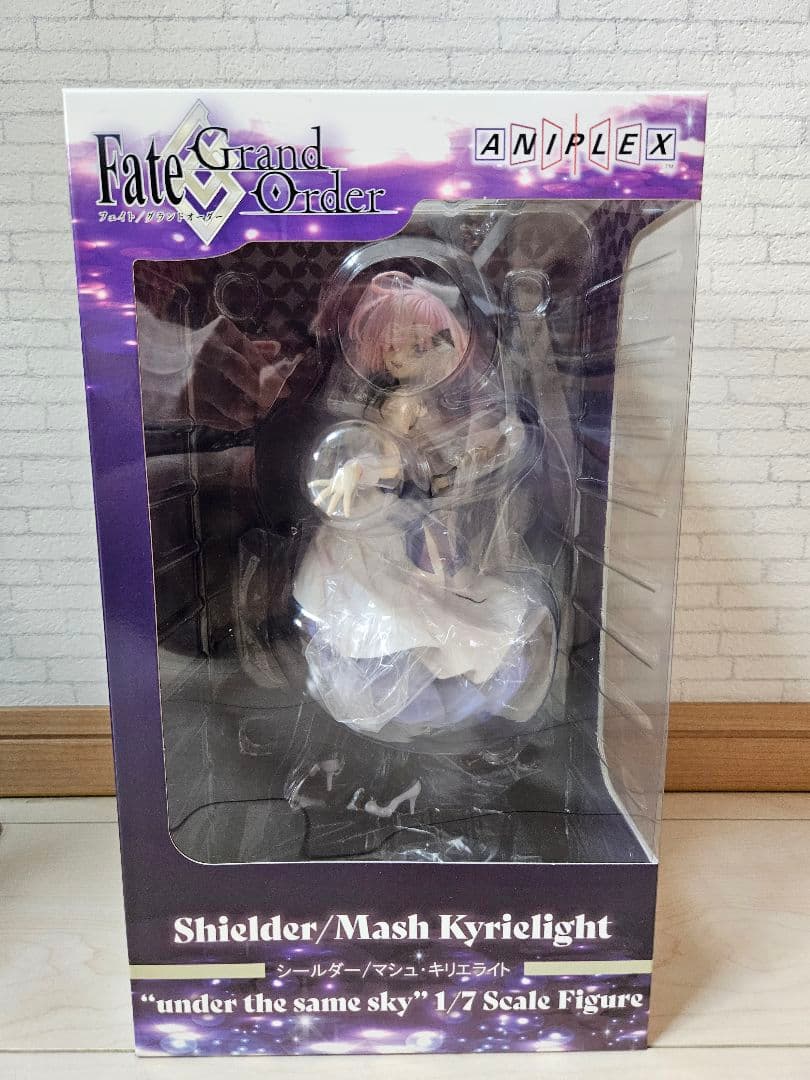 Fate Grand Order
フェイト/グランドオーダー
ANIPLEX™
Shielder/Mash Kyrielight
シールダー/マシュ・キリエライト
“under the same sky” 1/7 Scale Figure